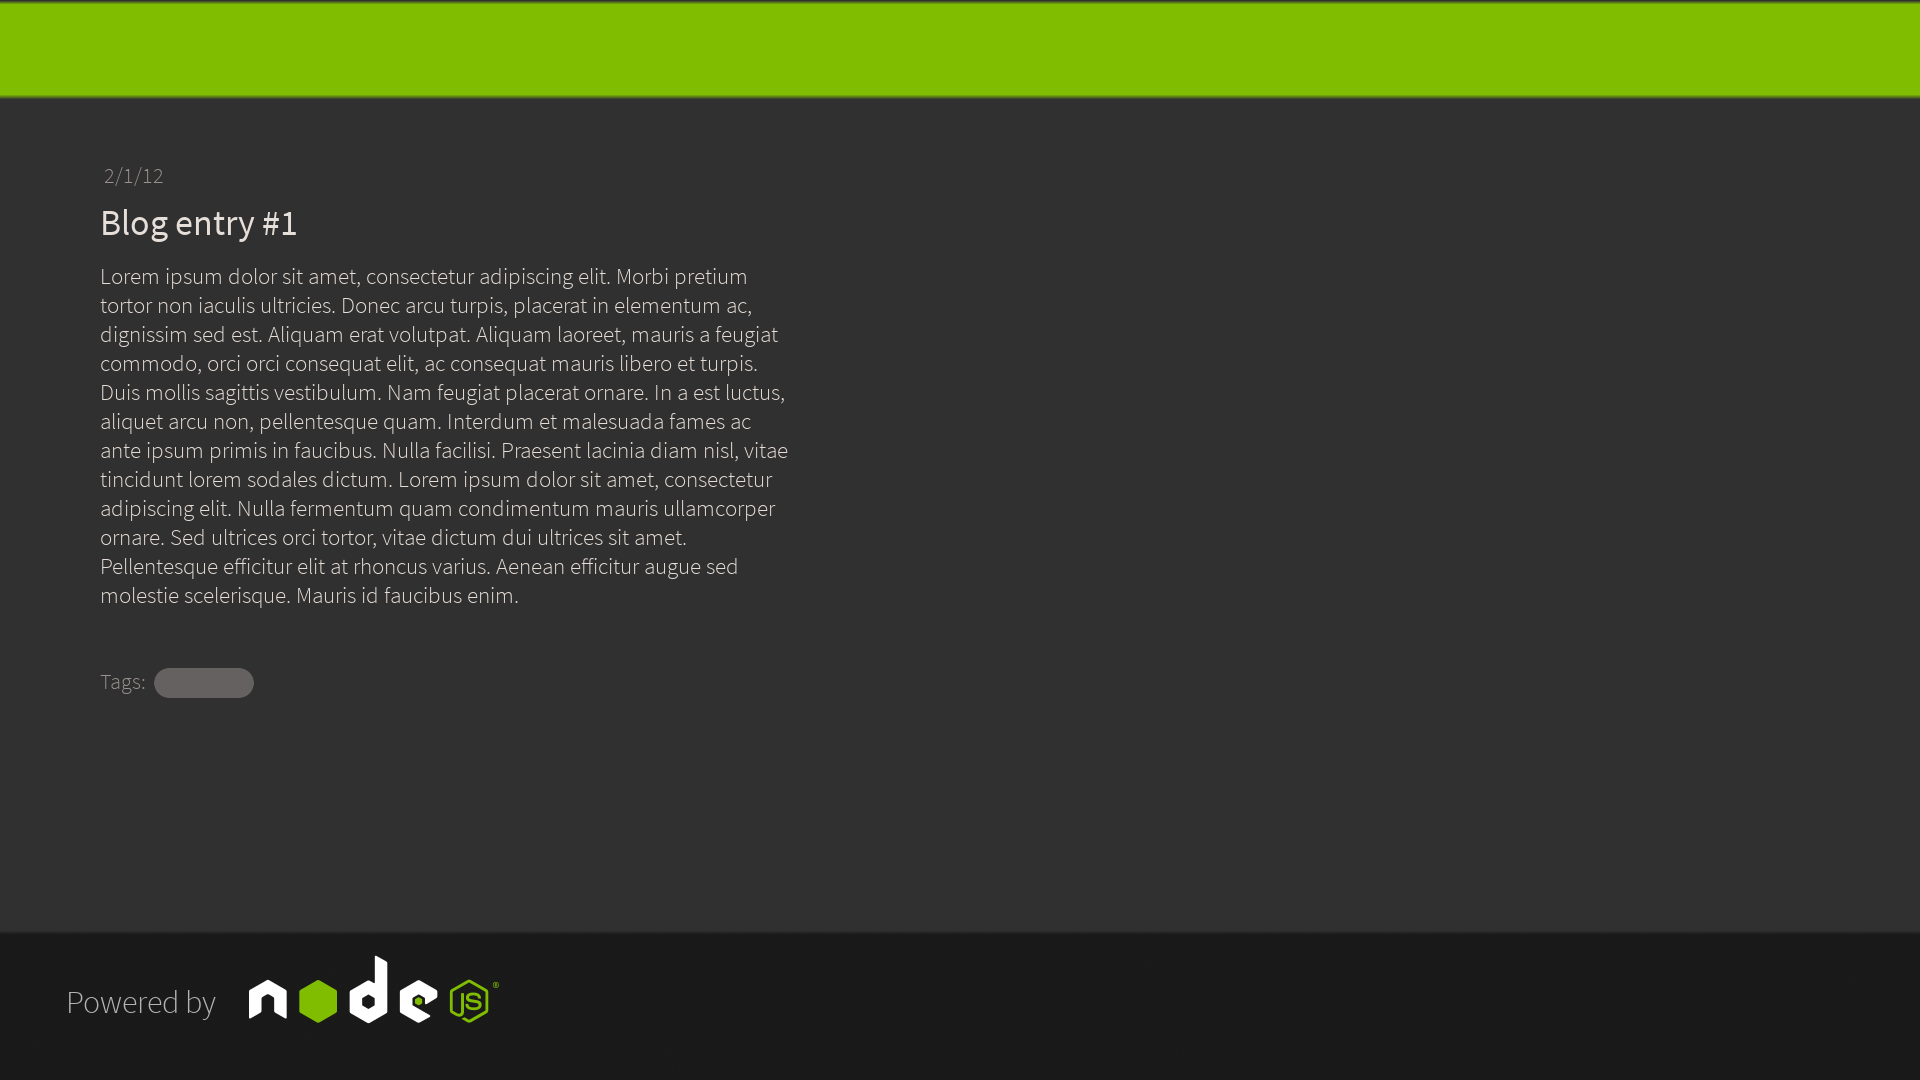 2/1/12
Blog entry #1
Lorem ipsum dolor sit amet, consectetur adipiscing elit. Morbi pretium
tortor non iaculis ultricies. Donec arcu turpis, placerat in elementum ac,
dignissim sed est. Aliquam erat volutpat. Aliquam laoreet, mauris a feugiat
commodo, orci orci consequat elit, ac consequat mauris libero et turpis.
Duis mollis sagittis vestibulum. Nam feugiat placerat ornare. In a est luctus,
aliquet arcu non, pellentesque quam. Interdum et malesuada fames ac
ante ipsum primis in faucibus. Nulla facilisi. Praesent lacinia diam nisl, vitae
tincidunt lorem sodales dictum. Lorem ipsum dolor sit amet, consectetur
adipiscing elit. Nulla fermentum quam condimentum mauris ullamcorper
ornare. Sed ultrices orci tortor, vitae dictum dui ultrices sit amet.
Pellentesque efficitur elit at rhoncus varius. Aenean efficitur augue sed
molestie scelerisque. Mauris id faucibus enim.
Tags:
Powered by node JS®